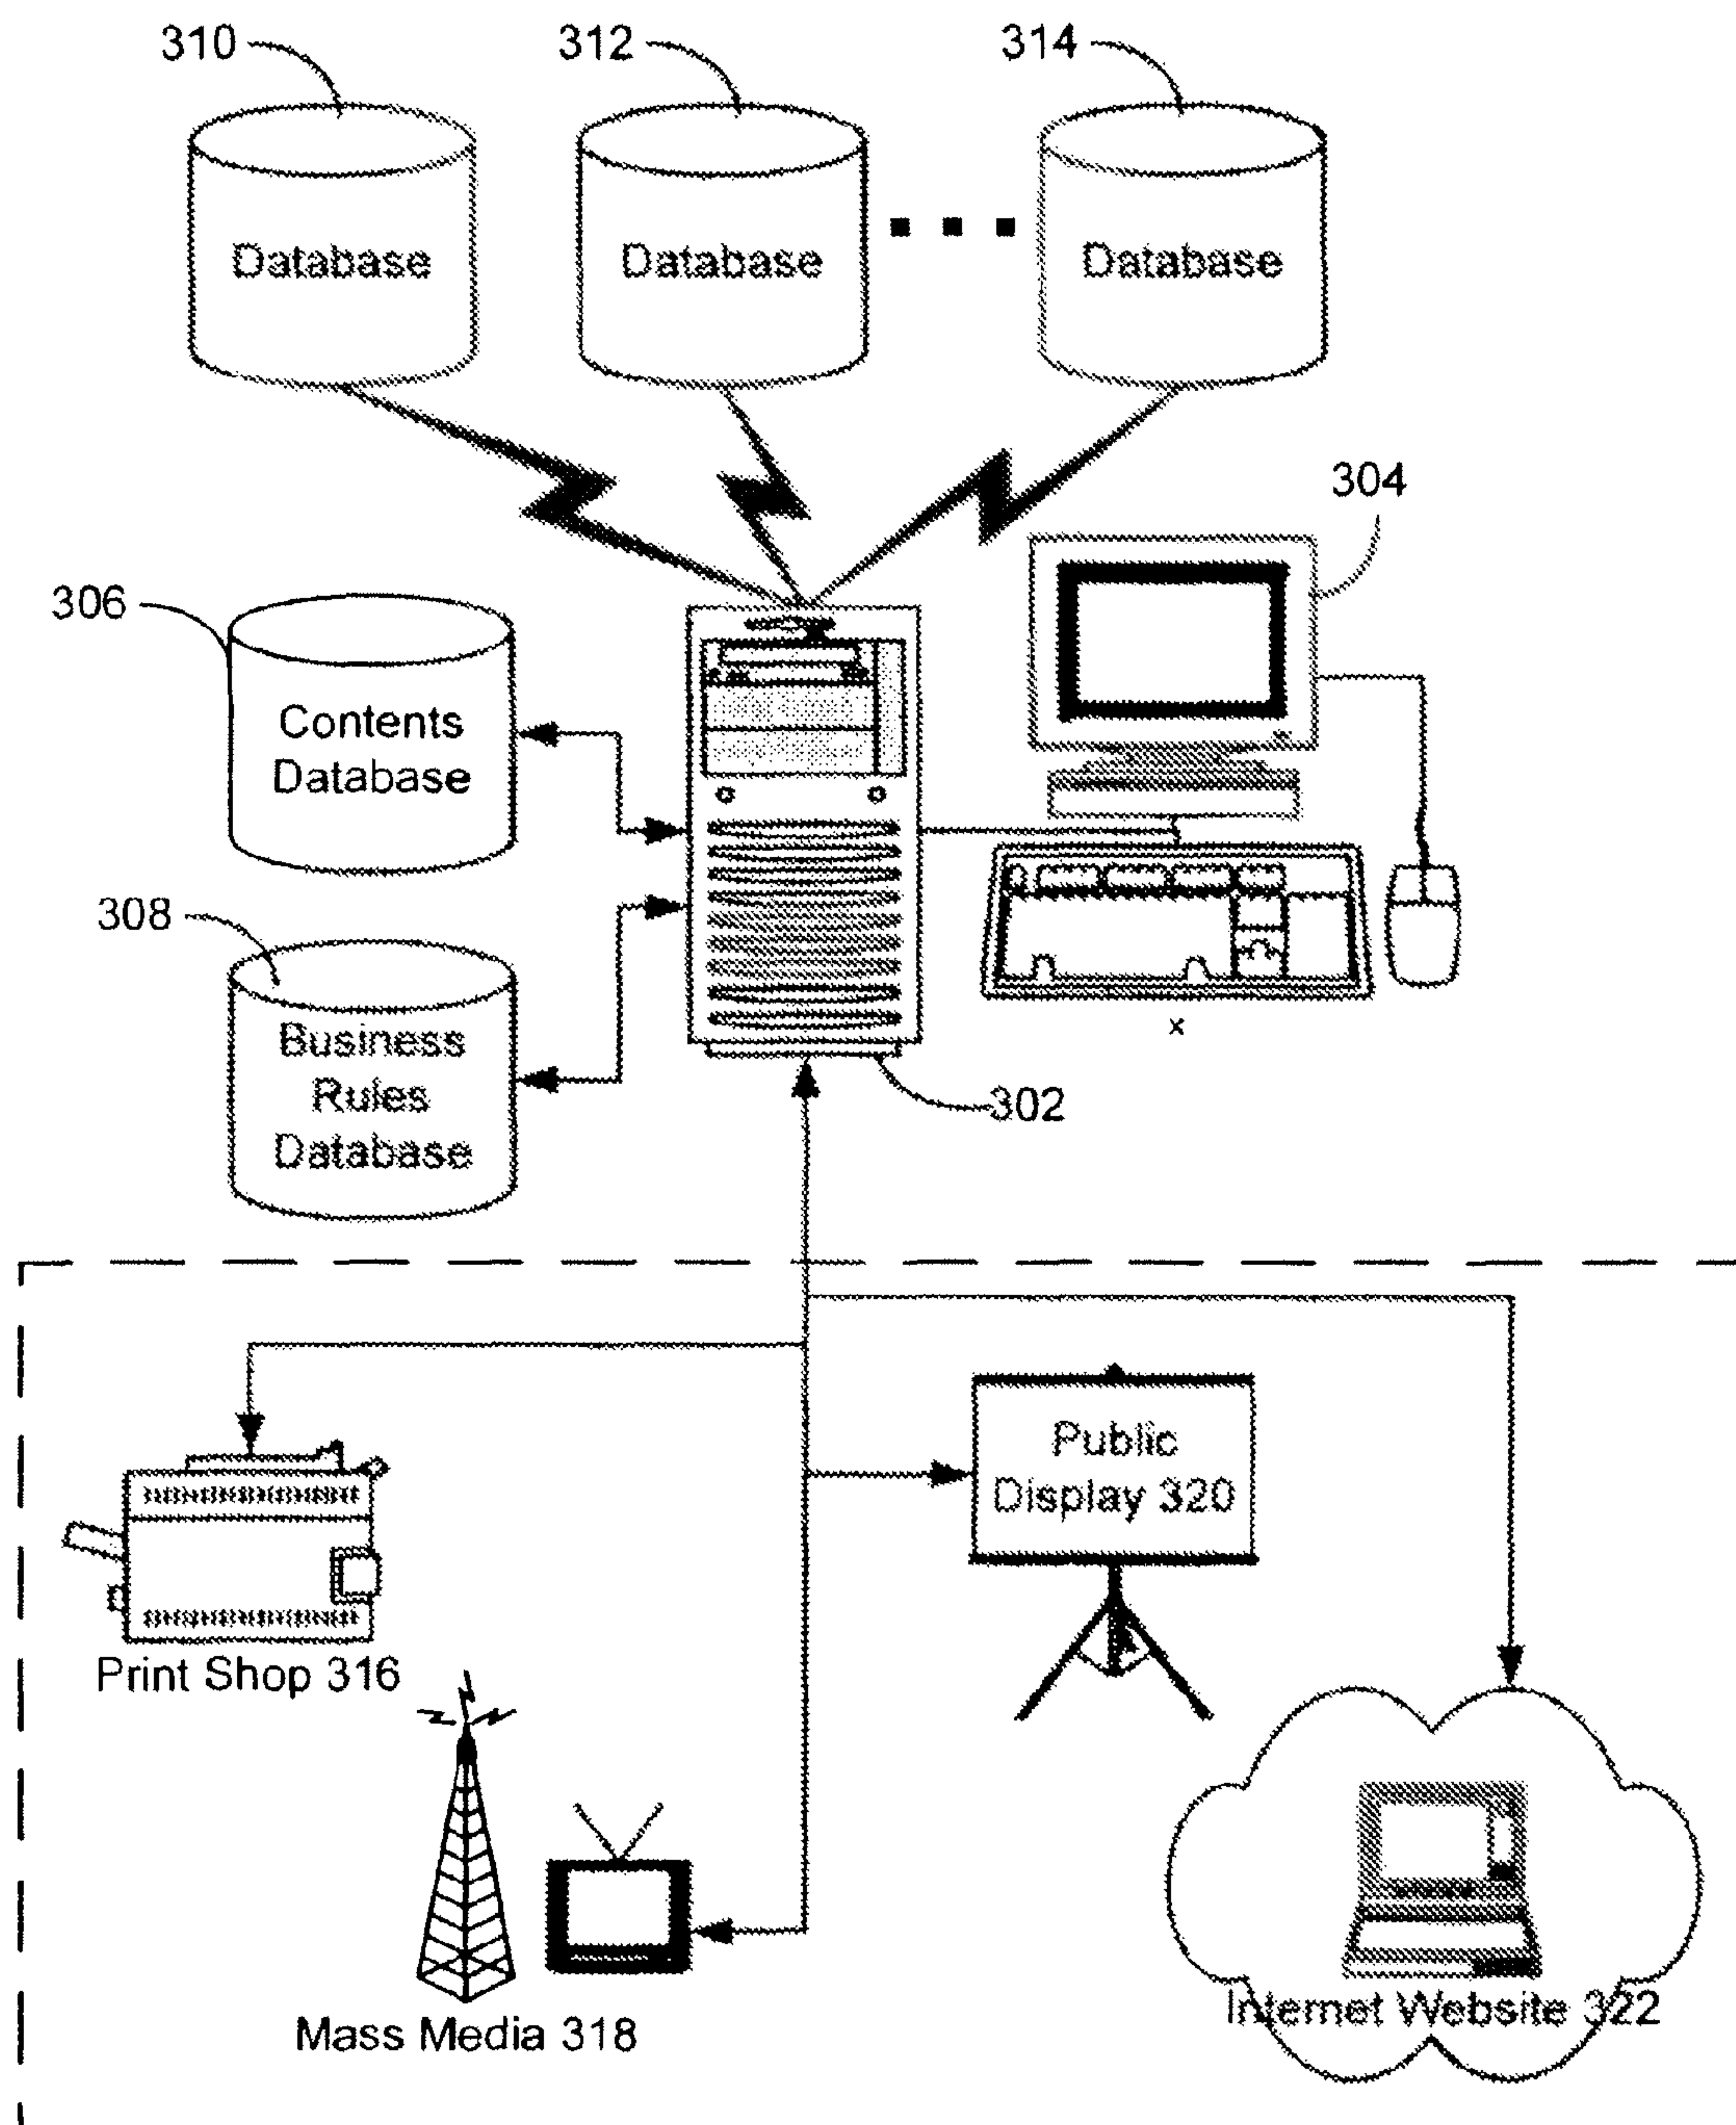 310
312
314
Database
Database
Database
304
306
Contents
Database
308
Business
Rules
Database
302
x
Public
Display 320
Print Shop 316
Mass Media 318
Internet Website 322